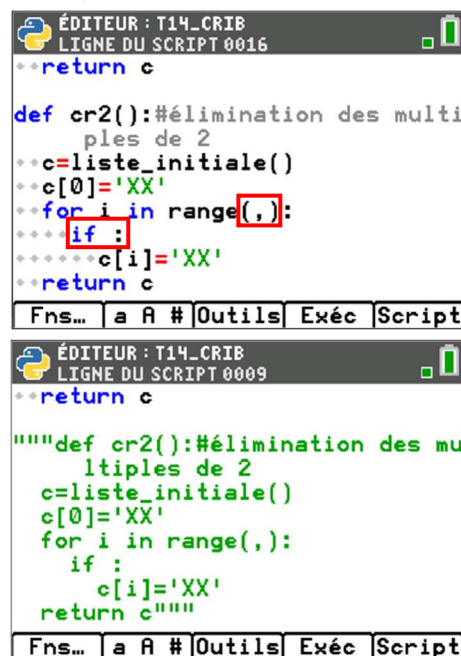 ÉDITEUR : T14_CRIB
LIGNE DU SCRIPT 0016
return c
def cr2():#élimination des multi
ples de 2
c=liste_initiale()
c[0]='XX'
for i in range(,):
if :
c[i]='XX'
return c
Fns… a A # Outils Exéc Script
ÉDITEUR : T14_CRIB
LIGNE DU SCRIPT 0009
return c
"""def cr2():#élimination des mu
ltiples de 2
c=liste_initiale()
c[0]='XX'
for i in range(,):
if :
c[i]='XX'
return c"""
Fns… a A # Outils Exéc Script